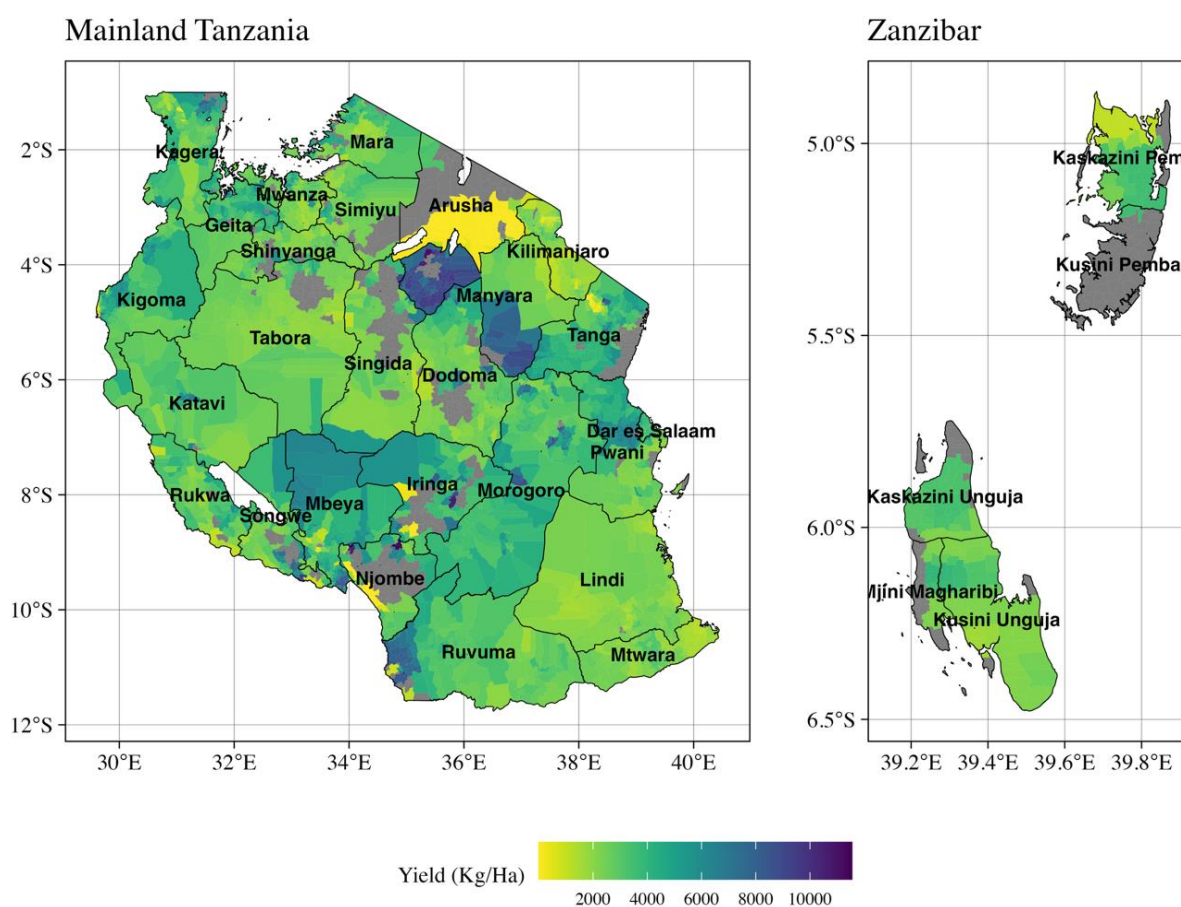 Mainland Tanzania
Zanzibar
2°S
4°S
6°S
8°S
10°S
12°S
30°E
32°E
34°E
36°E
38°E
40°E
Kagera
Mara
Mwanza
Simiyu
Arusha
Geita
Shinyanga
Kilimanjaro
Kigoma
Manyara
Tabora
Tanga
Singida
Dodoma
Katavi
Dar es Salaam
Pwani
Rukwa
Iringa
Morogoro
Mbeya
Songwe
Njombe
Lindi
Ruvuma
Mtwara
5.0°S
5.5°S
6.0°S
6.5°S
39.2°E
39.4°E
39.6°E
39.8°E
Kaskazini Pem
Kusini Pemba
Kaskazini Unguja
Mjini Magharibi
Kusini Unguja
Yield (Kg/Ha)
2000
4000
6000
8000
10000